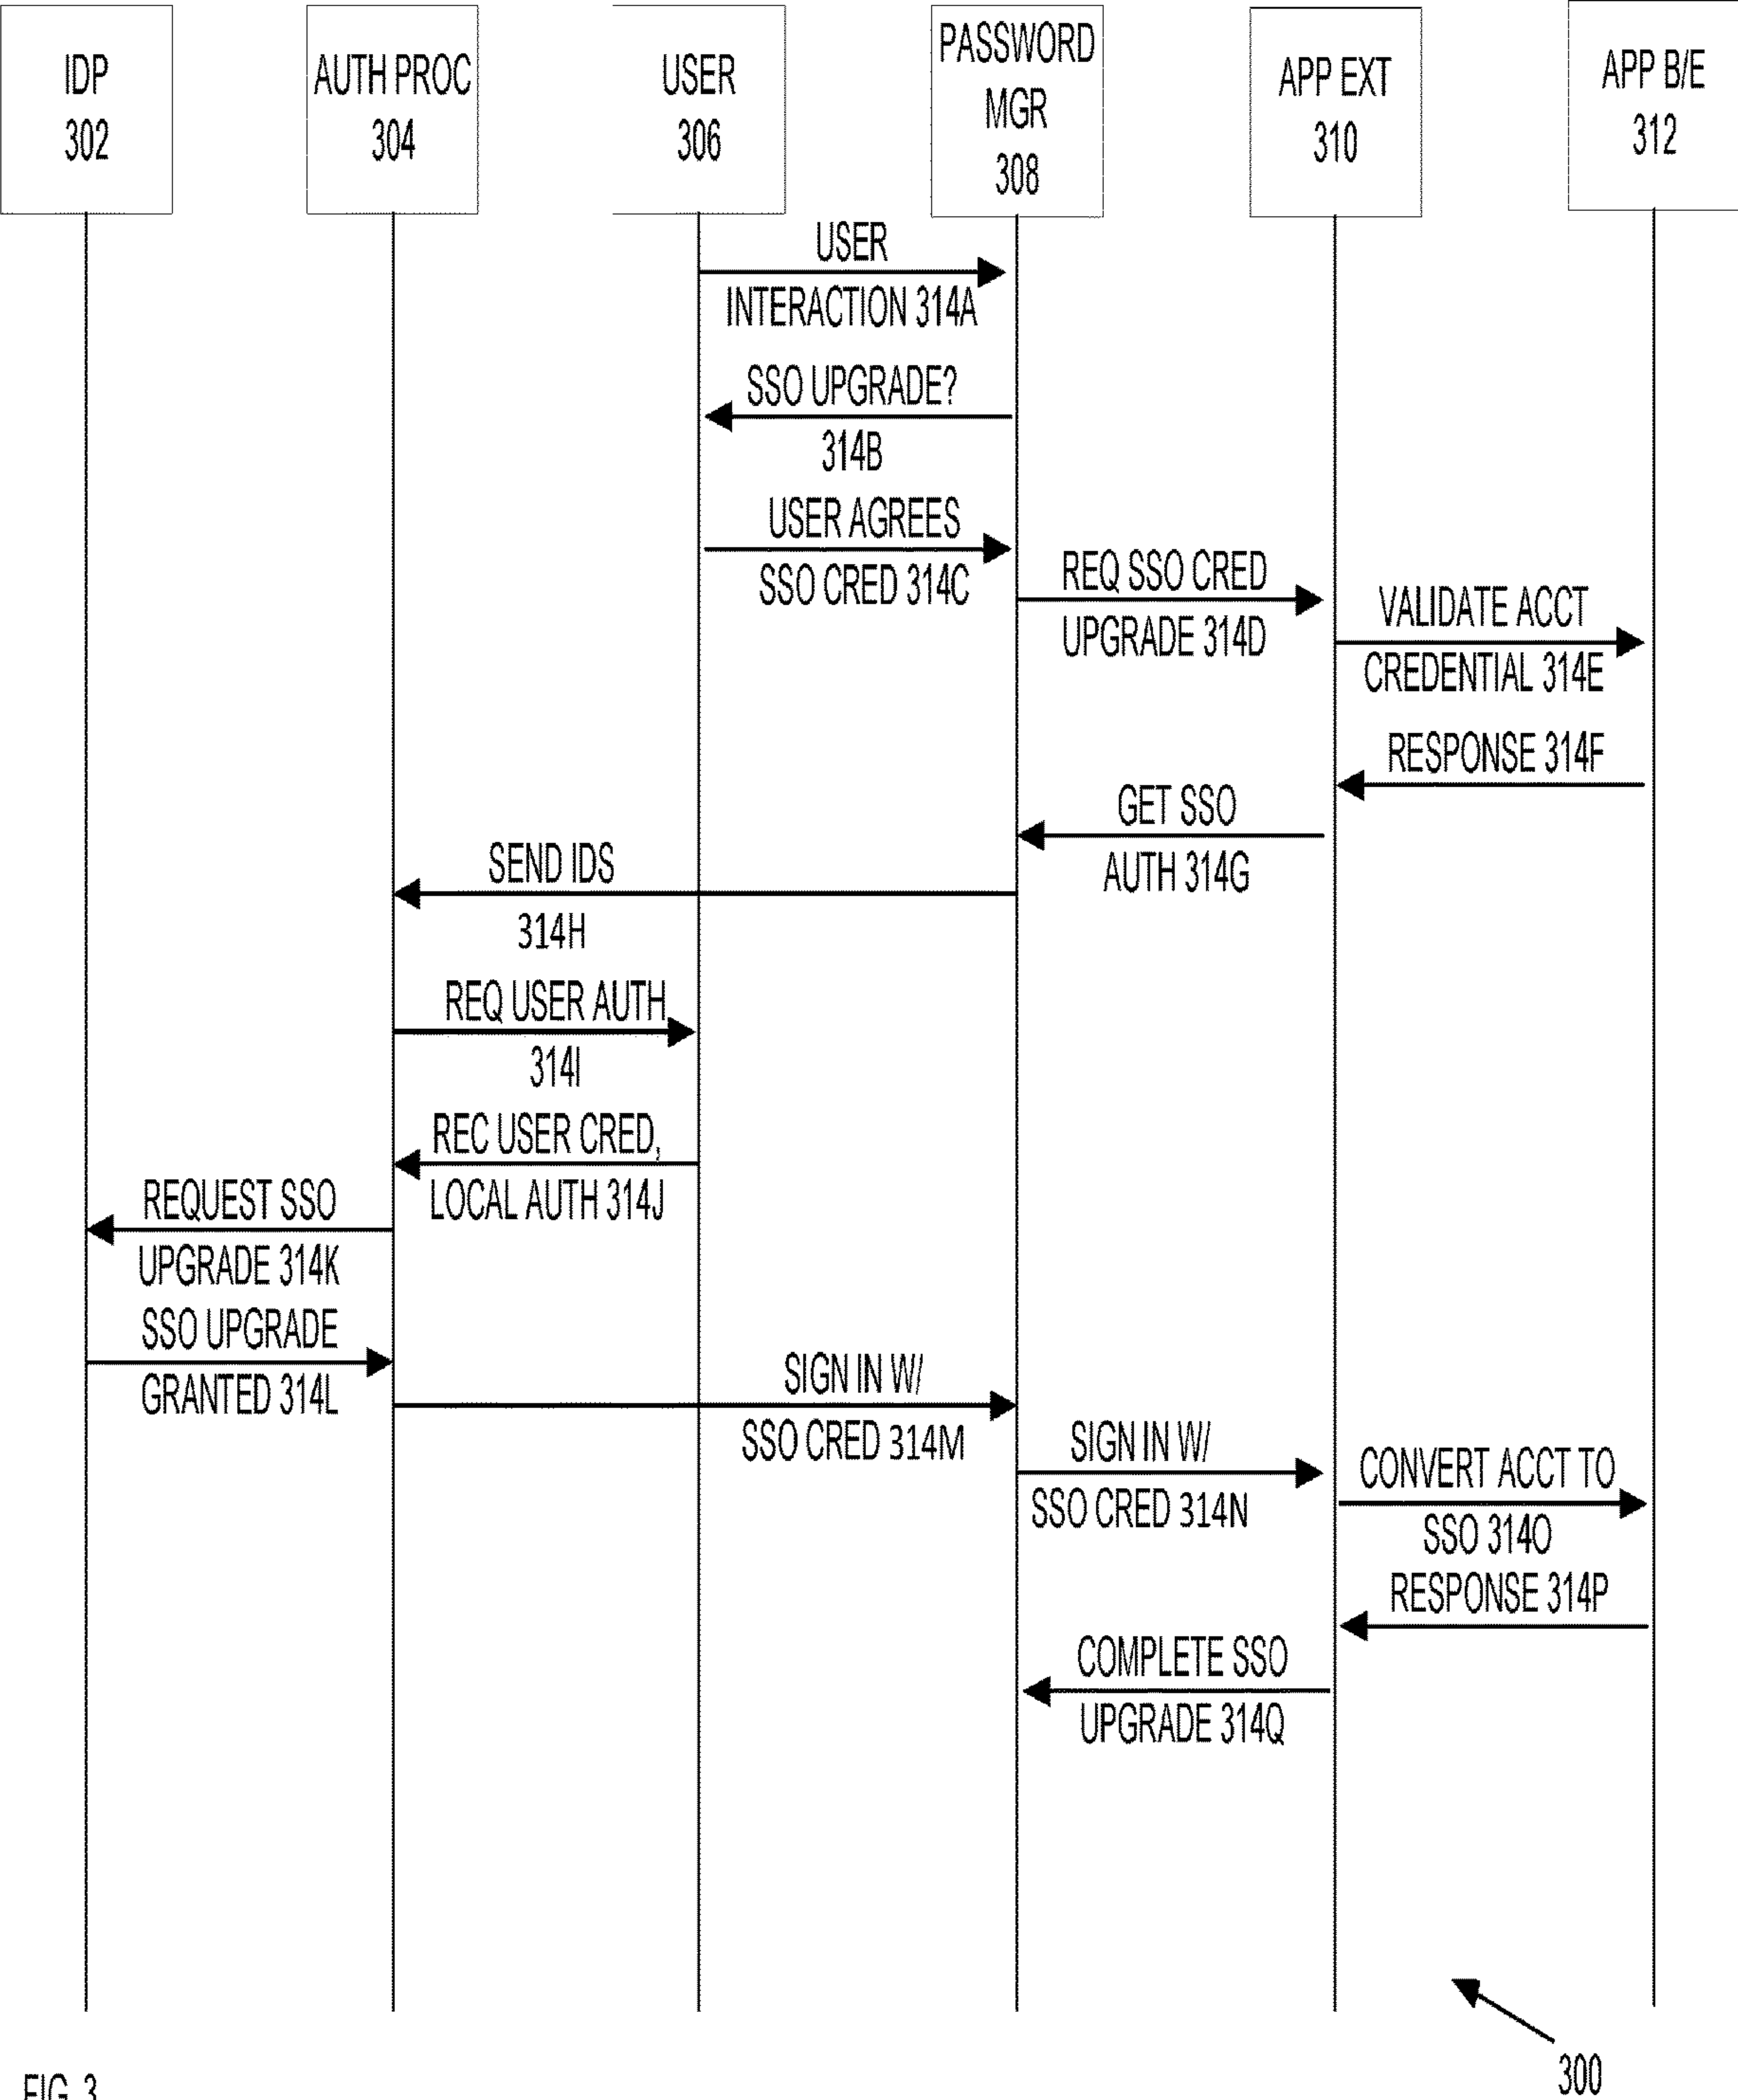 IDP
302
AUTH PROC
304
USER
306
PASSWORD
MGR
308
APP EXT
310
APP B/E
312
USER
INTERACTION 314A
SSO UPGRADE?
314B
USER AGREES
SSO CRED 314C
REQ SSO CRED
UPGRADE 314D
VALIDATE ACCT
CREDENTIAL 314E
RESPONSE 314F
GET SSO
AUTH 314G
SEND IDS
314H
REQ USER AUTH
314I
REC USER CRED,
LOCAL AUTH 314J
REQUEST SSO
UPGRADE 314K
SSO UPGRADE
GRANTED 314L
SIGN IN W/
SSO CRED 314M
SIGN IN W/
SSO CRED 314N
CONVERT ACCT TO
SSO 314O
RESPONSE 314P
COMPLETE SSO
UPGRADE 314Q
300
FIG. 3